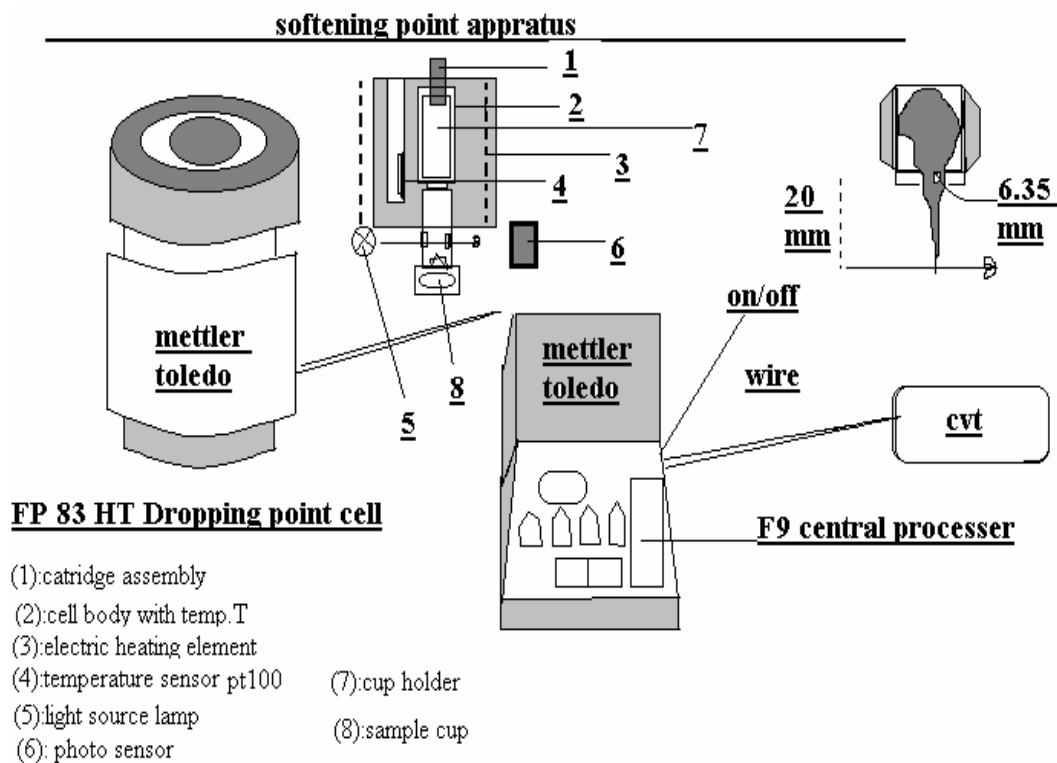 softening point appratus
1
2
7
3
4
6
5
8
20
mm
6.35
mm
on/off
wire
mettler
toledo
mettler
toledo
cvt
FP 83 HT Dropping point cell
F9 central processer
(1):catridge assembly
(2):cell body with temp.T
(3):electric heating element
(4):temperature sensor pt100
(5):light source lamp
(6): photo sensor
(7):cup holder
(8):sample cup